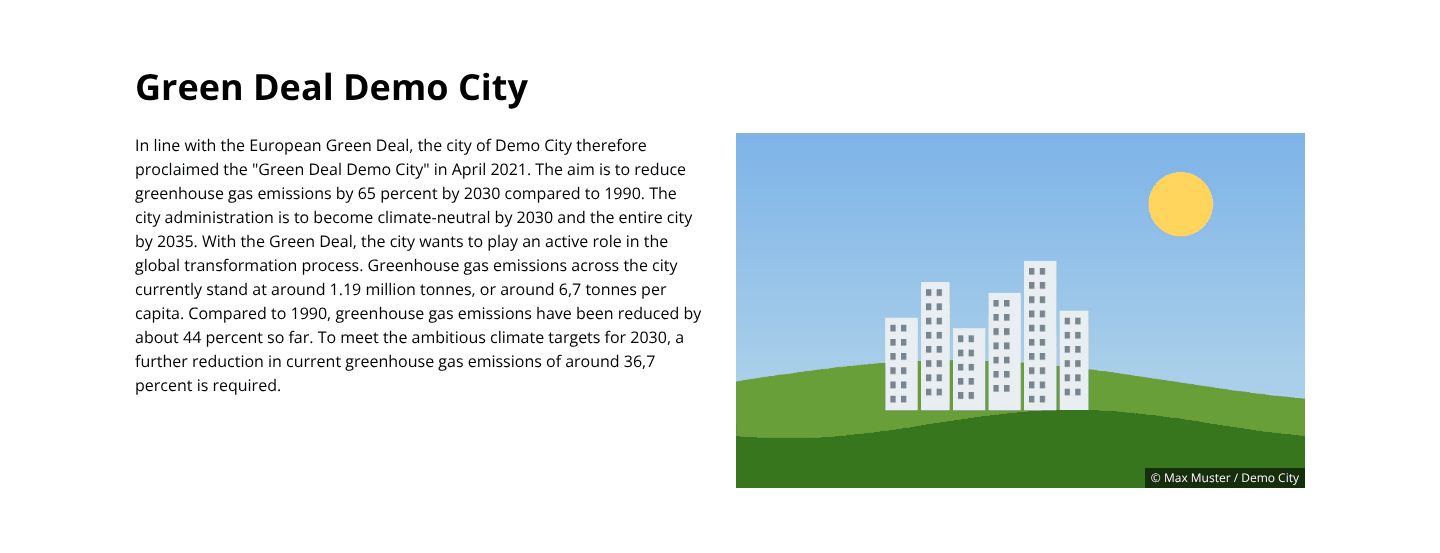 Green Deal Demo City
In line with the European Green Deal, the city of Demo City therefore
proclaimed the "Green Deal Demo City" in April 2021. The aim is to reduce
greenhouse gas emissions by 65 percent by 2030 compared to 1990. The
city administration is to become climate-neutral by 2030 and the entire city
by 2035. With the Green Deal, the city wants to play an active role in the
global transformation process. Greenhouse gas emissions across the city
currently stand at around 1.19 million tonnes, or around 6,7 tonnes per
capita. Compared to 1990, greenhouse gas emissions have been reduced by
about 44 percent so far. To meet the ambitious climate targets for 2030, a
further reduction in current greenhouse gas emissions of around 36,7
percent is required.
© Max Muster / Demo City